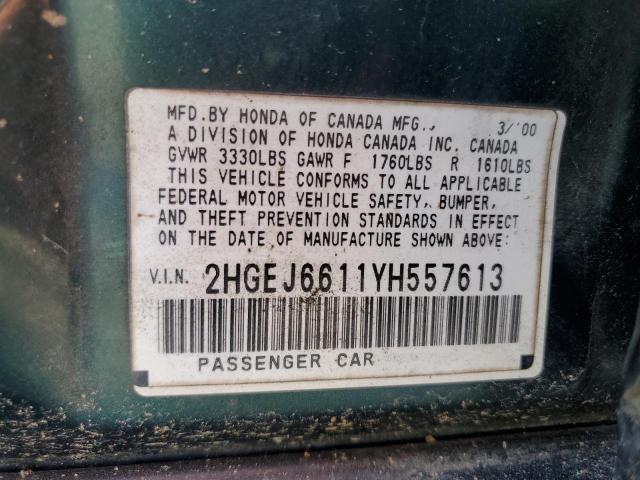 MFD.BY HONDA OF CANADA MFG., 3/'00
A DIVISION OF HONDA CANADA INC. CANADA
GVWR 3330LBS GAWR F 1760LBS R 1610LBS
THIS VEHICLE CONFORMS TO ALL APPLICABLE
FEDERAL MOTOR VEHICLE SAFETY, BUMPER,
AND THEFT PREVENTION STANDARDS IN EFFECT
ON THE DATE OF MANUFACTURE SHOWN ABOVE:
V.I.N. 2HGEJ6611YH557613
PASSENGER CAR